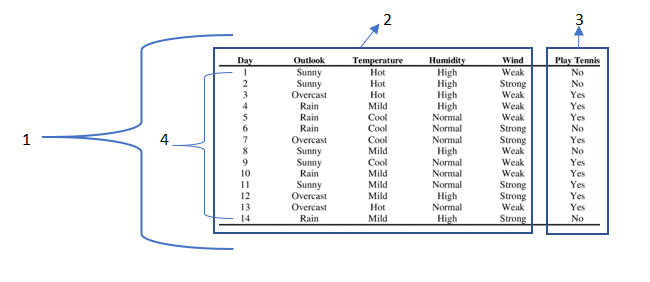 2 3
Day Outlook Temperature Humidity Wind Play Tennis
1 Sunny Hot High Weak No
2 Sunny Hot High Strong No
3 Overcast Hot High Weak Yes
4 Rain Mild High Weak Yes
5 Rain Cool Normal Weak Yes
6 Rain Cool Normal Strong No
1 4 7 Overcast Cool Normal Strong Yes
8 Sunny Mild High Weak No
9 Sunny Cool Normal Weak Yes
10 Rain Mild Normal Weak Yes
11 Sunny Mild Normal Strong Yes
12 Overcast Mild High Strong Yes
13 Overcast Hot Normal Weak Yes
14 Rain Mild High Strong No